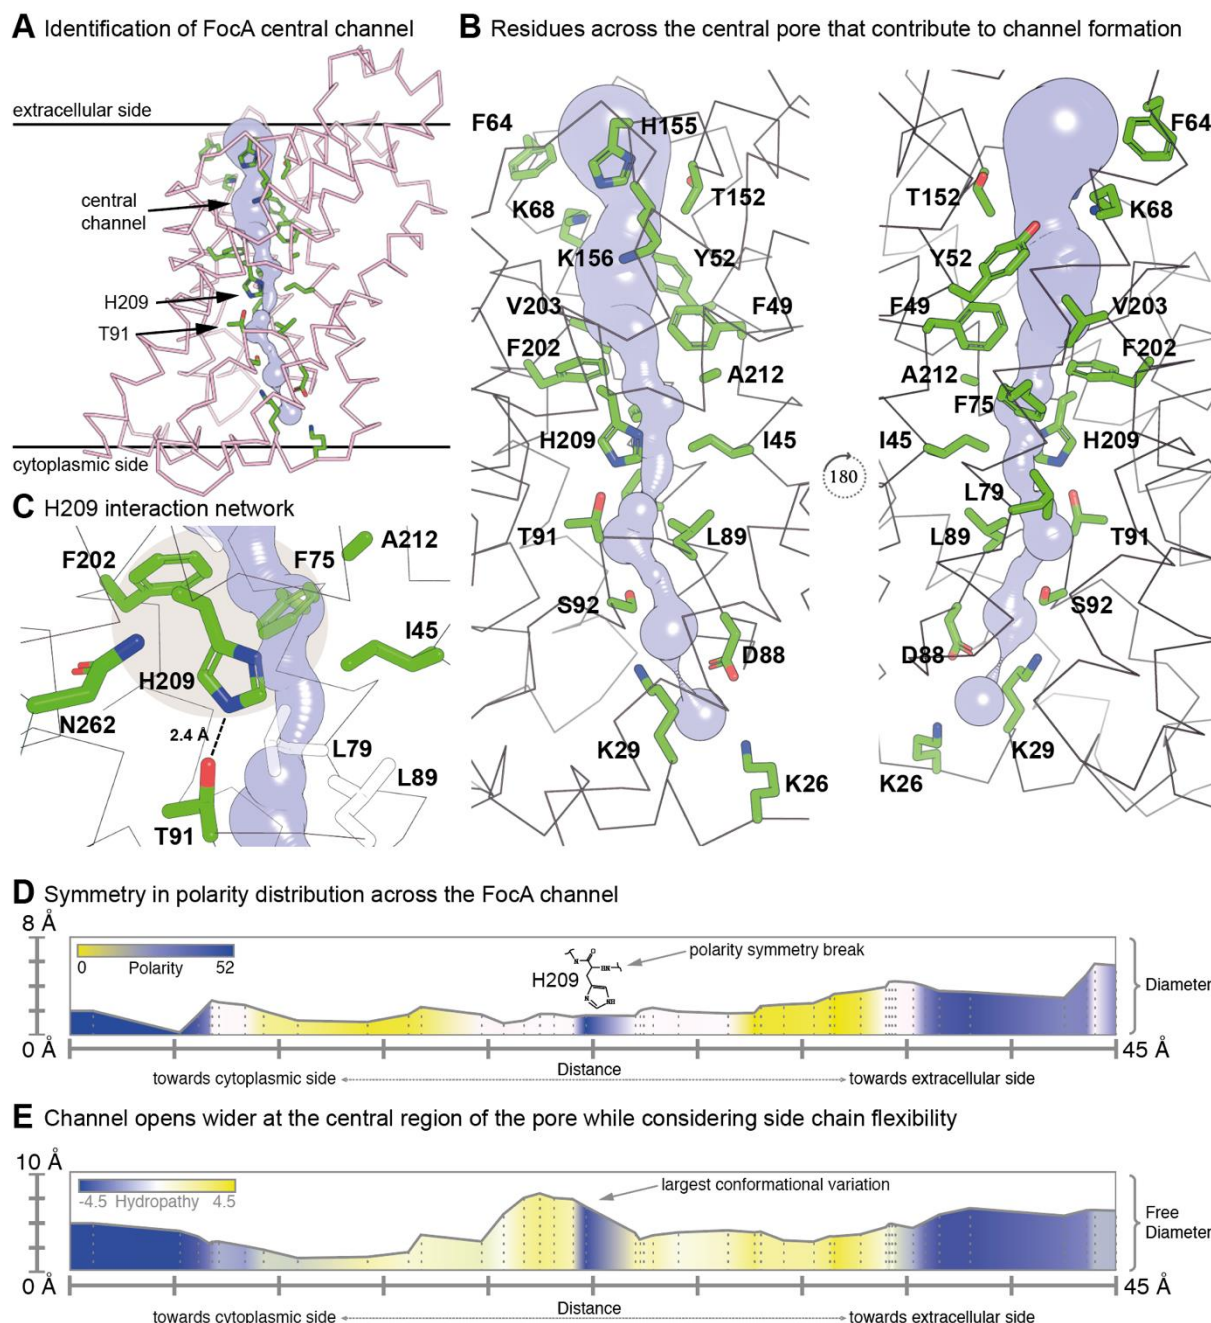 A Identification of FocA central channel
extracellular side
central
channel
H209
T91
cytoplasmic side
B Residues across the central pore that contribute to channel formation
F64
H155
K68
T152
K156
Y52
V203
F49
F202
A212
H209
I45
T91
L89
S92
D88
K29
K26
180
F64
T152
K68
Y52
F49
V203
F202
A212
F75
I45
H209
L79
L89
T91
S92
D88
K29
K26
C H209 interaction network
F202
F75
A212
I45
H209
N262
2.4 Å
L79
L89
T91
D Symmetry in polarity distribution across the FocA channel
8 Å
0 Polarity 52
H209
N
O
HN
N
NH
polarity symmetry break
Diameter
0 Å
45 Å
Distance
towards cytoplasmic side
towards extracellular side
E Channel opens wider at the central region of the pore while considering side chain flexibility
10 Å
-4.5 Hydropathy 4.5
largest conformational variation
Free
Diameter
0 Å
45 Å
Distance
towards cytoplasmic side
towards extracellular side